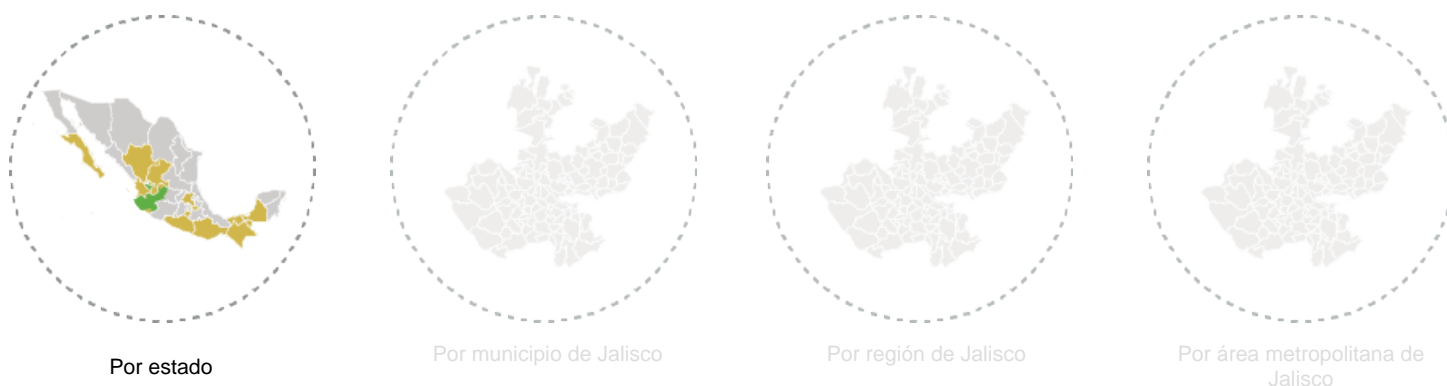 Por estado
Por municipio de Jalisco
Por región de Jalisco
Por área metropolitana de
Jalisco